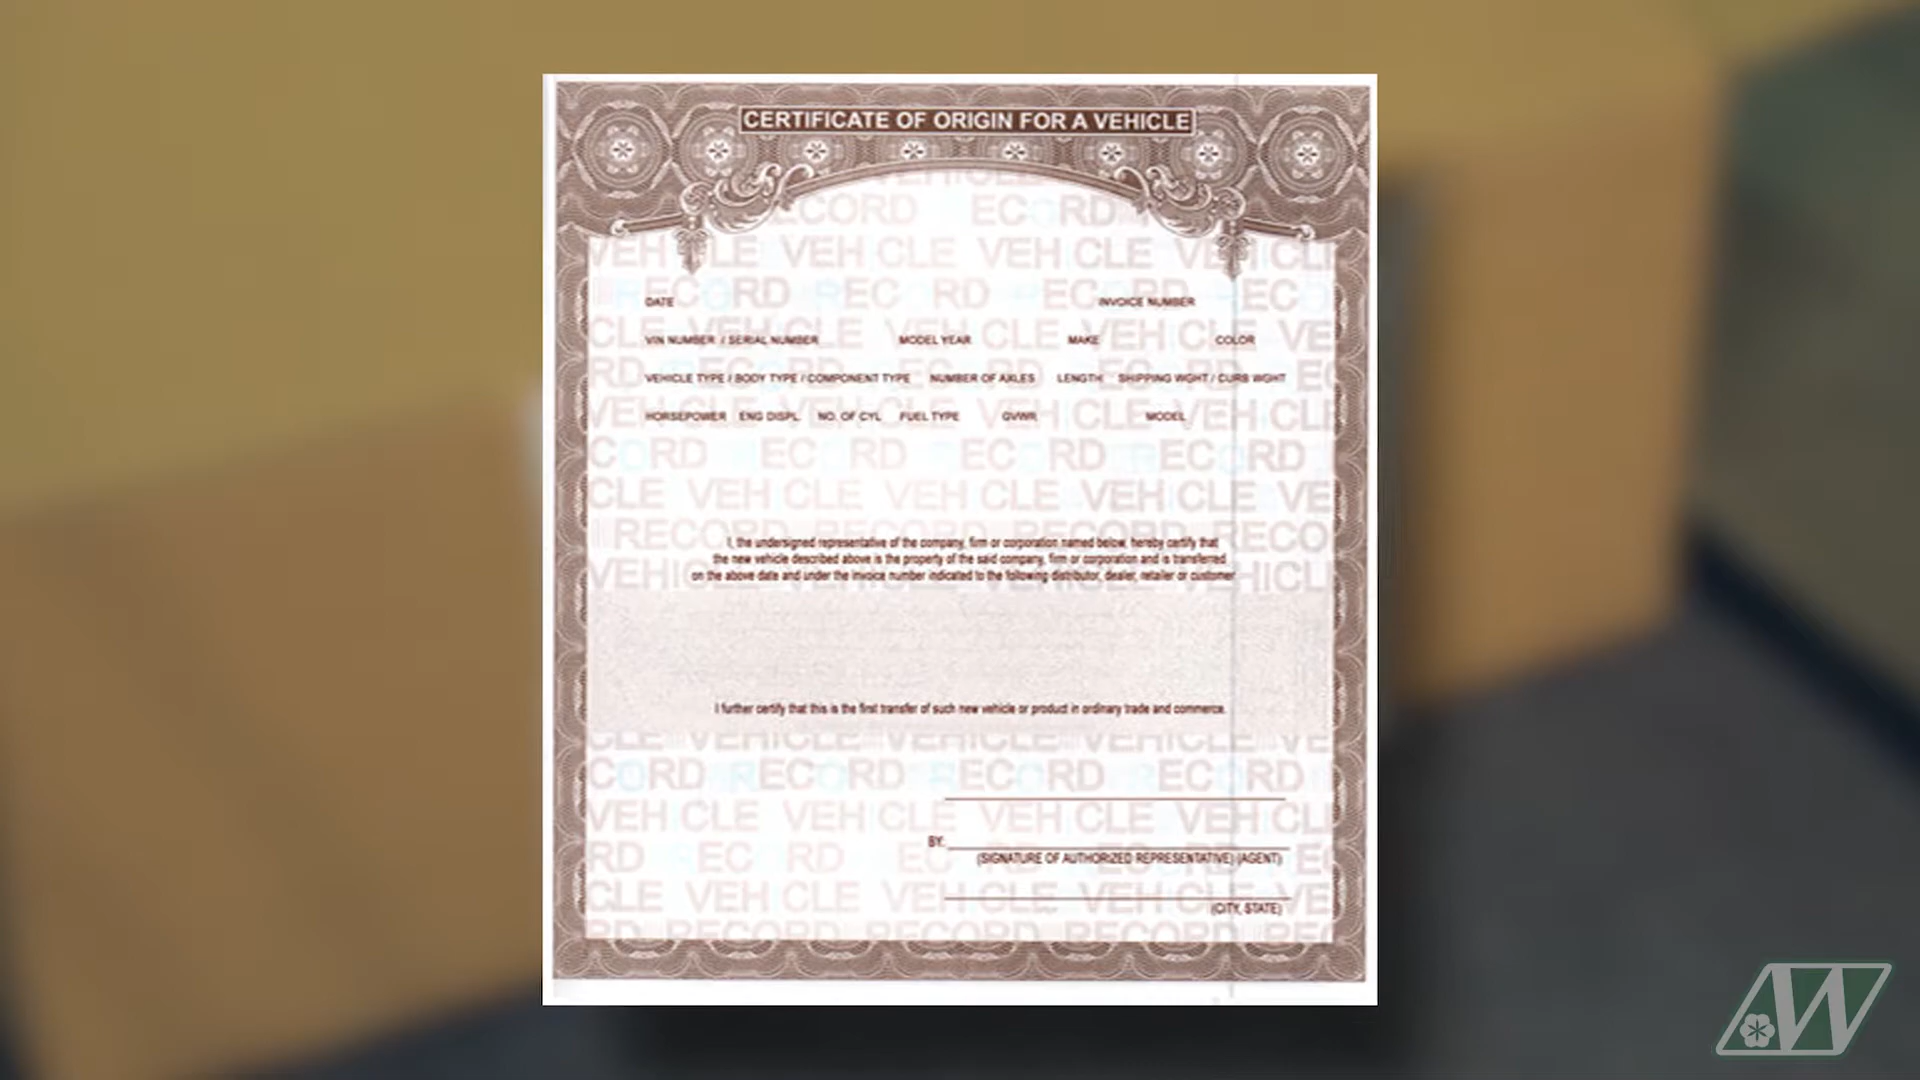 CERTIFICATE OF ORIGIN FOR A VEHICLE
DATE INVOICE NUMBER
VIN NUMBER / SERIAL NUMBER MODEL YEAR MAKE COLOR
VEHICLE TYPE / BODY TYPE / COMPONENT TYPE NUMBER OF AXLES LENGTH SHIPPING WGHT / CURB WGHT
HORSEPOWER ENG DISPL. NO. OF CYL. FUEL TYPE GVWR MODEL
I, the undersigned representative of the company, firm or corporation named below, hereby certify that
the new vehicle described above is the property of the said company, firm or corporation and is transferred
on the above date and under the invoice number indicated to the following distributor, dealer, retailer or customer
I further certify that this is the first transfer of such new vehicle or product in ordinary trade and commerce.
BY:
(SIGNATURE OF AUTHORIZED REPRESENTATIVE) (AGENT)
(CITY, STATE)
W